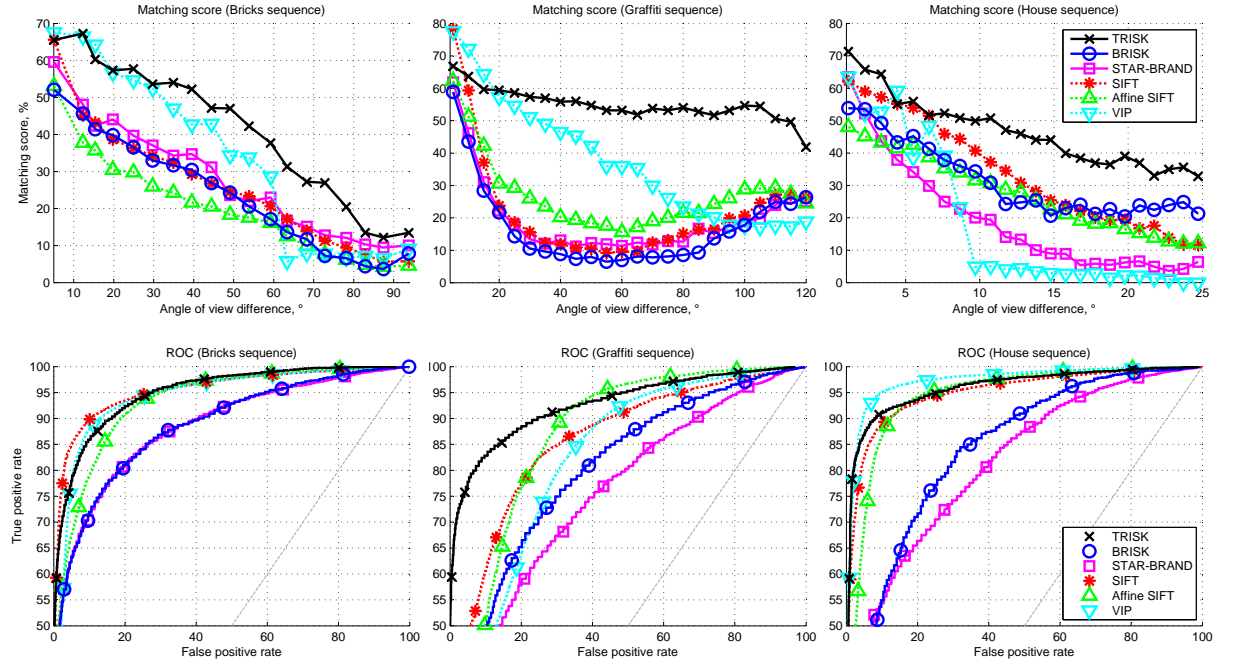 Matching score (Bricks sequence)
Matching score (Graffiti sequence)
Matching score (House sequence)
70
60
50
40
30
20
10
0
Matching score, %
5 10 20 30 40 50 60 70 80 90
Angle of view difference, °
80
70
60
50
40
30
20
10
0
10 20 40 60 80 100 120
Angle of view difference, °
80
70
60
50
40
30
20
10
0
1 5 10 15 20 25
Angle of view difference, °
TRISK
BRISK
STAR-BRAND
SIFT
Affine SIFT
VIP
ROC (Bricks sequence)
ROC (Graffiti sequence)
ROC (House sequence)
100
95
90
85
80
75
70
65
60
55
50
True positive rate
0 20 40 60 80 100
False positive rate
100
95
90
85
80
75
70
65
60
55
50
0 20 40 60 80 100
False positive rate
100
95
90
85
80
75
70
65
60
55
50
0 20 40 60 80 100
False positive rate
TRISK
BRISK
STAR-BRAND
SIFT
Affine SIFT
VIP